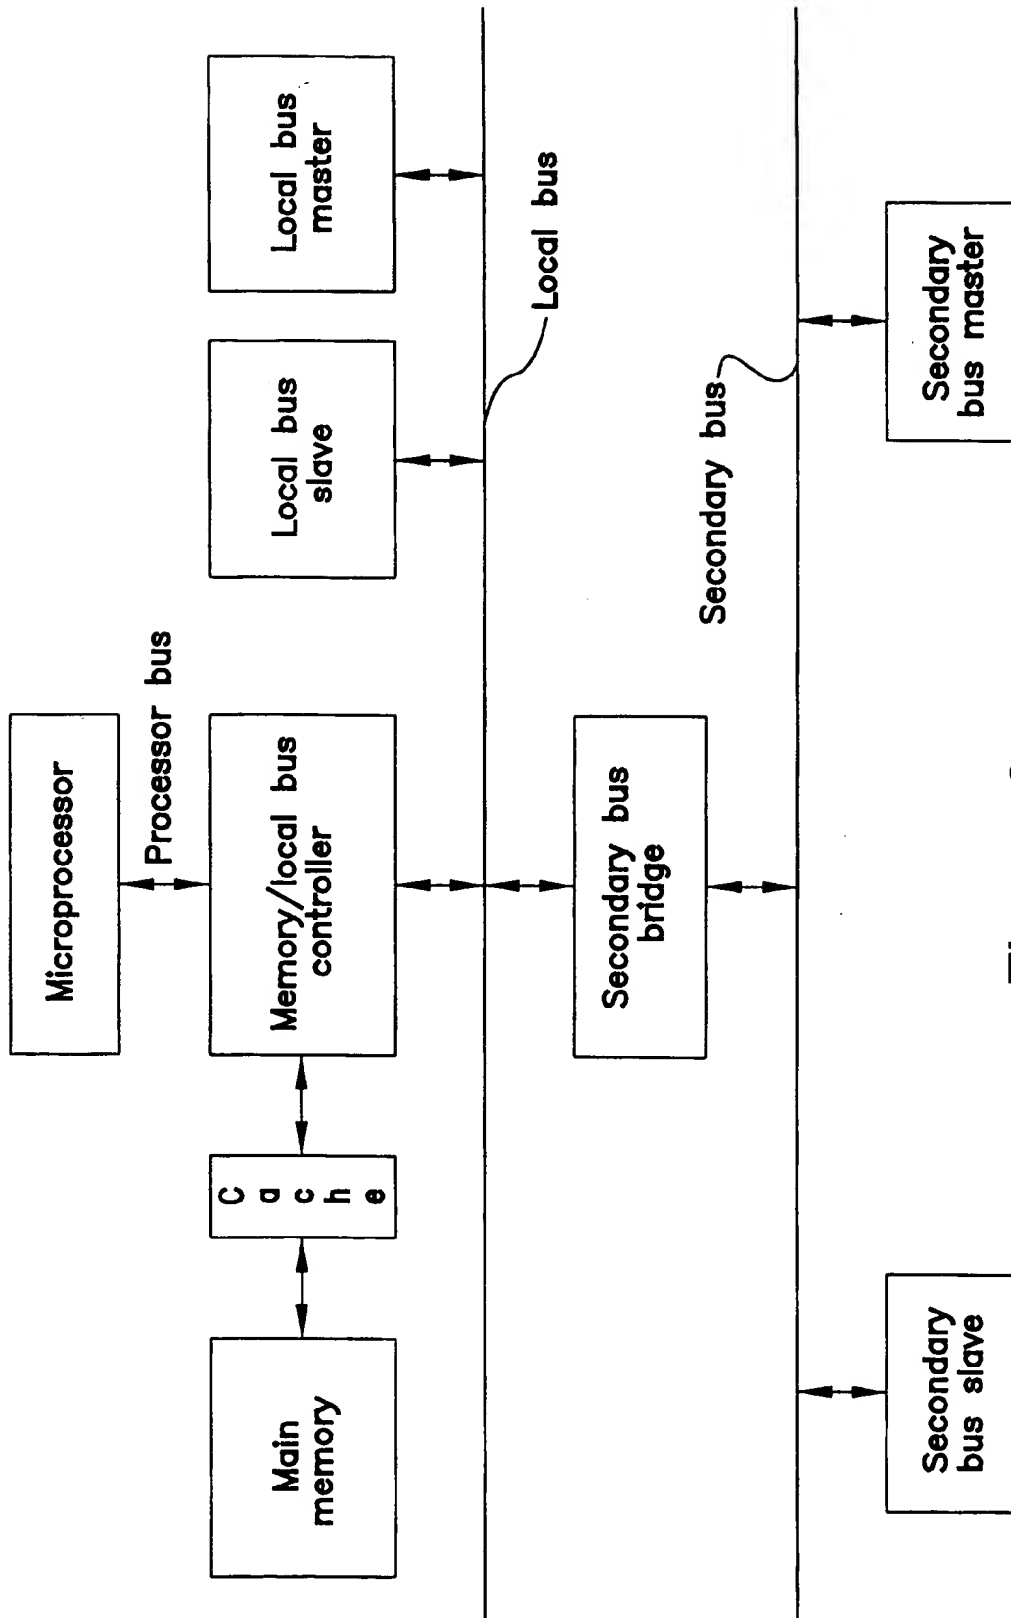 Microprocessor
Processor bus
Main
memory
C
a
c
h
e
Memory/local bus
controller
Local bus
slave
Local bus
master
Local bus
Secondary bus
bridge
Secondary bus
Secondary
bus slave
Secondary
bus master